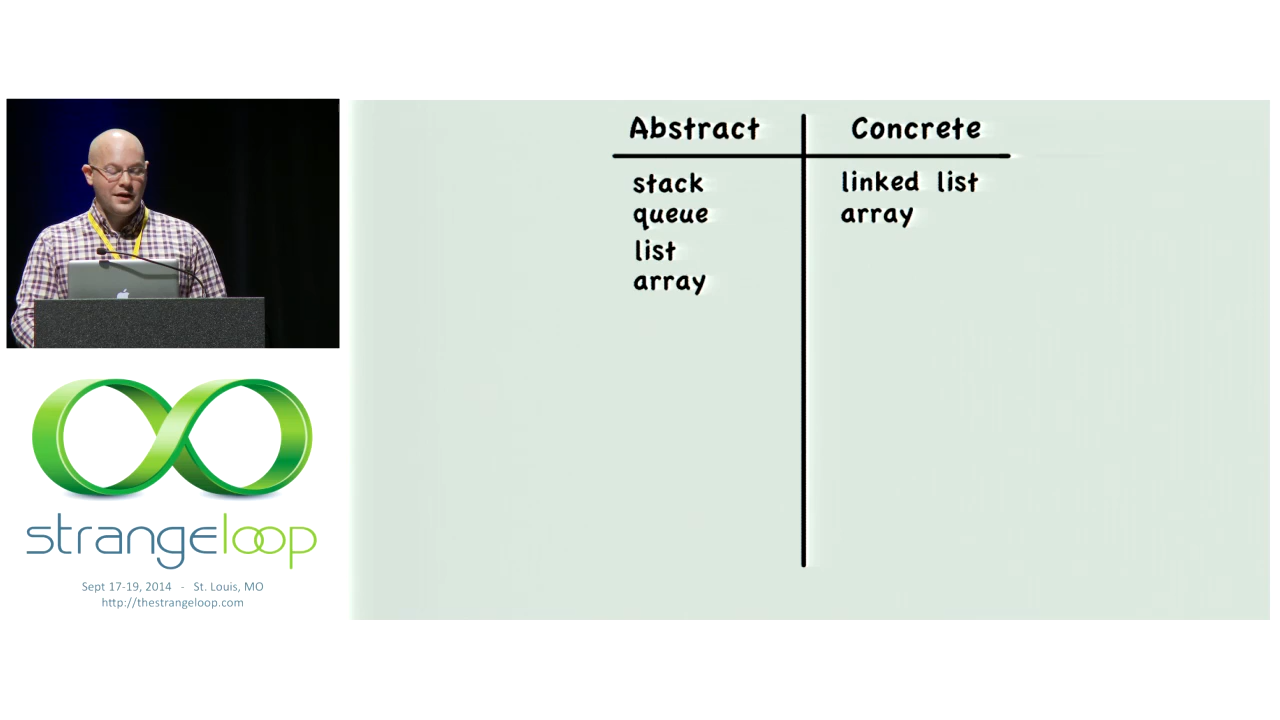 Abstract Concrete
stack linked list
queue array
list
array
strangeloop
Sept 17-19, 2014 - St. Louis, MO
http://thestrangeloop.com